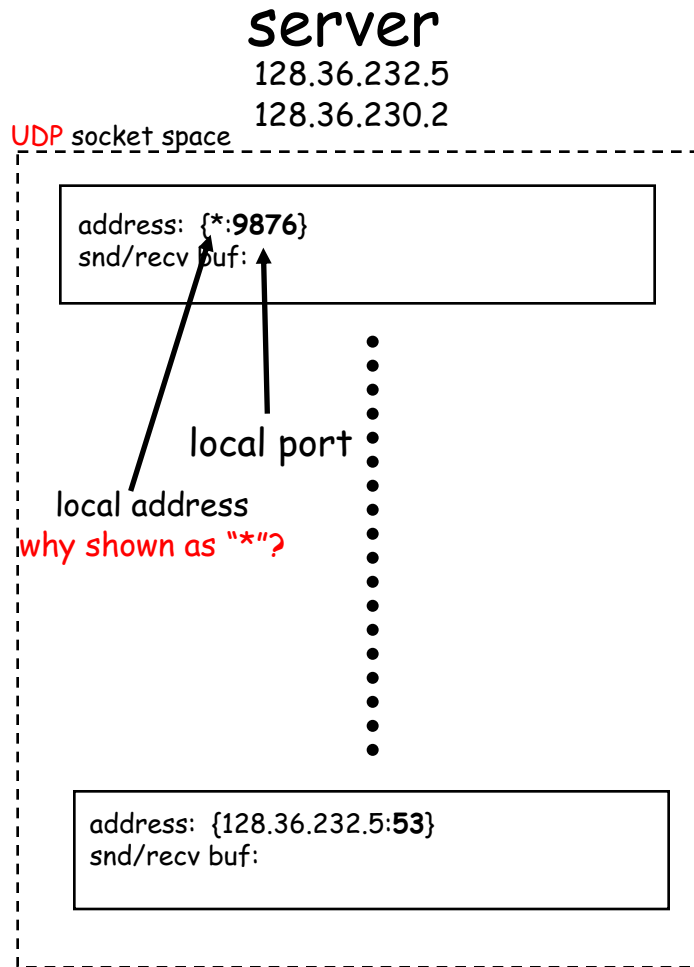 server
128.36.232.5
128.36.230.2
UDP socket space
address: {*:9876}
snd/recv buf:
local port
local address
why shown as “*”?
address: {128.36.232.5:53}
snd/recv buf: